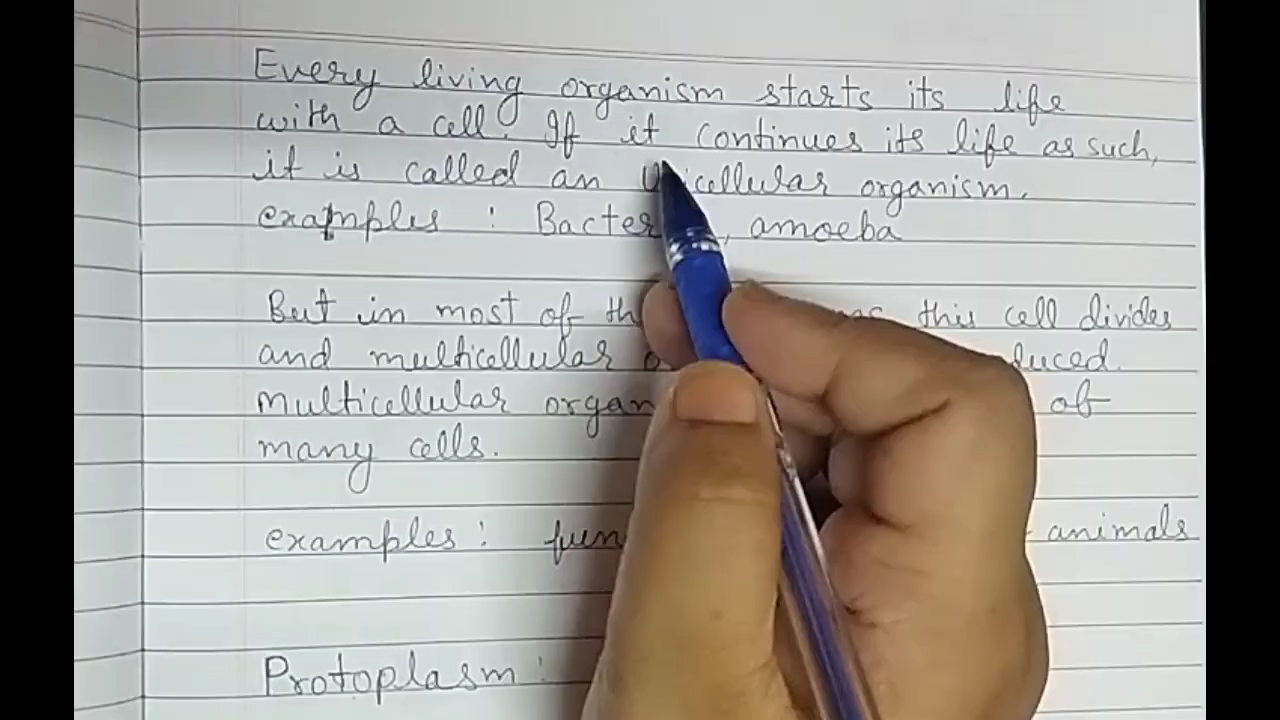 Every living organism starts its life
with a cell. If it continues its life as such,
it is called an unicellular organism.
examples : Bacter , amoeba
But in most of this cell divides
and multicellular
multicellular of
many cells.
examples : animals
Protoplasm :